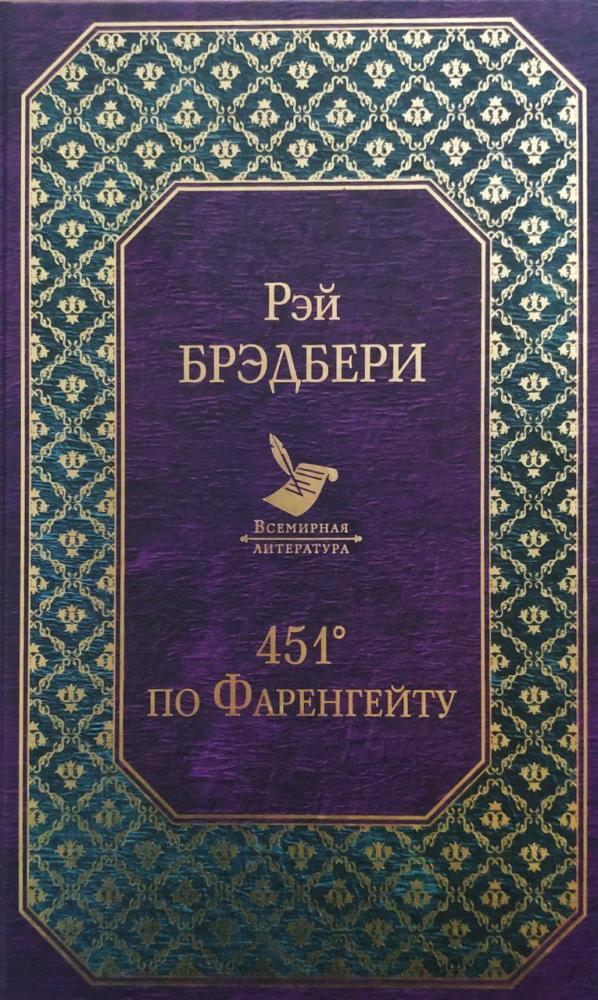 Рэй
БРЭДБЕРИ
Всемирная
литература
451°
по Фаренгейту